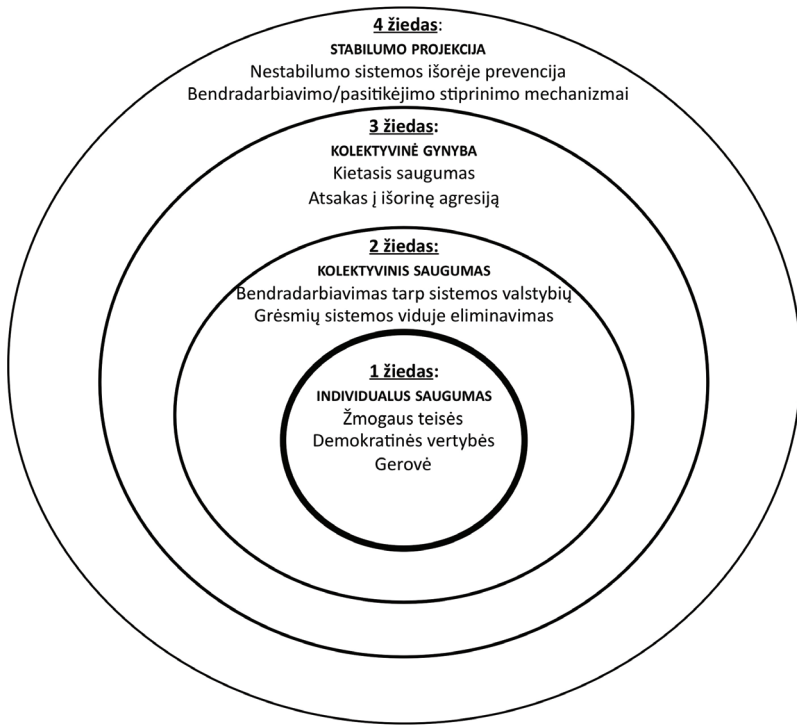 4 žiedas:
STABILUMO PROJEKCIJA
Nestabilumo sistemos išorėje prevencija
Bendradarbiavimo/pasitikėjimo stiprinimo mechanizmai
3 žiedas:
KOLEKTYVINĖ GYNYBA
Kietasis saugumas
Atsakas į išorinę agresiją
2 žiedas:
KOLEKTYVINIS SAUGUMAS
Bendradarbiavimas tarp sistemos valstybių
Grėsmių sistemos viduje eliminavimas
1 žiedas:
INDIVIDUALUS SAUGUMAS
Žmogaus teisės
Demokratinės vertybės
Gerovė